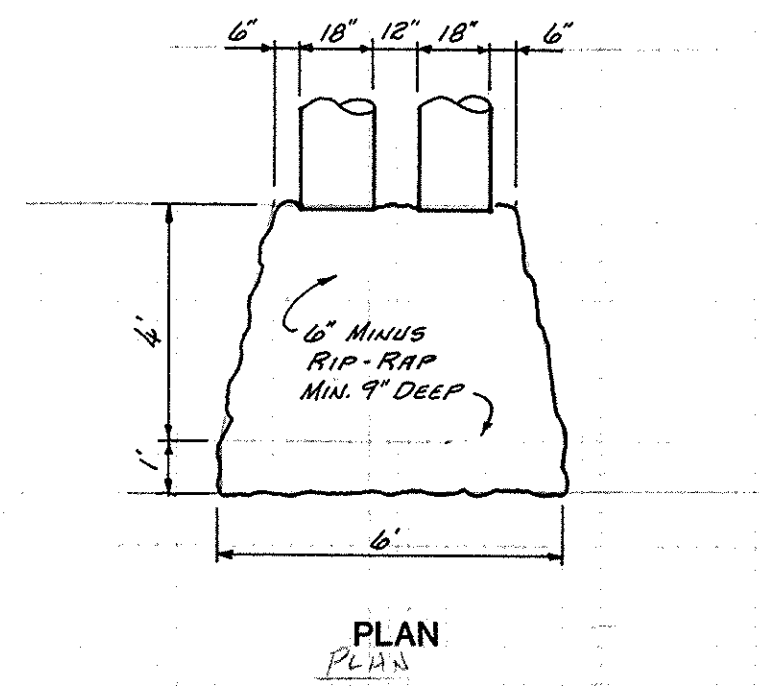 6" 18" 12" 18" 6"
4'
6" MINUS
RIP-RAP
MIN. 9" DEEP
1'
6'
PLAN
PLAN